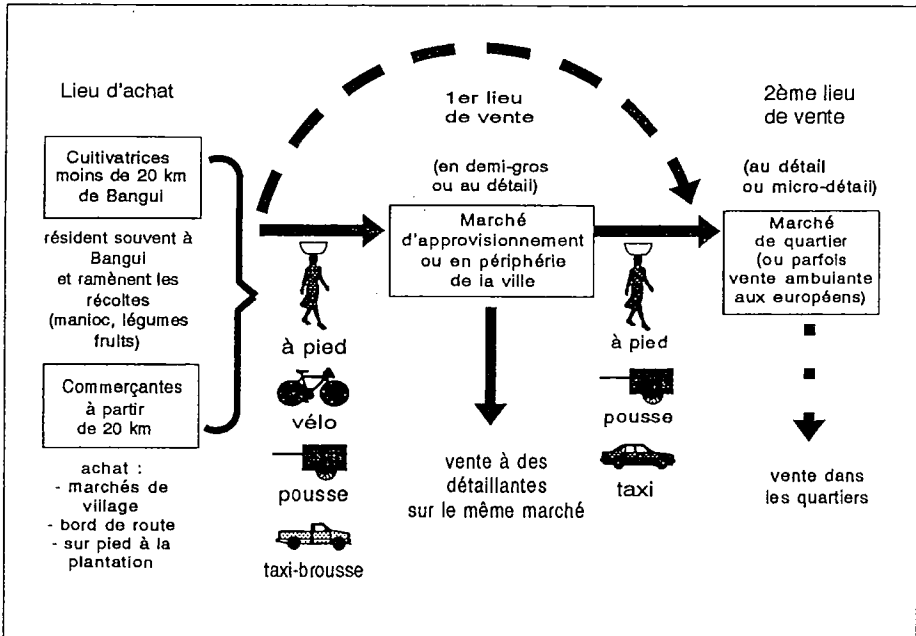 Lieu d'achat
Cultivatrices
moins de 20 km
de Bangui
résident souvent à
Bangui
et ramènent les
récoltes
(manioc, légumes
fruits)
Commerçantes
à partir
de 20 km
achat :
- marchés de
village
- bord de route
- sur pied à la
plantation
à pied
vélo
pousse
taxi-brousse
1er lieu
de vente
(en demi-gros
ou au détail)
Marché
d'approvisionnement
ou en périphérie
de la ville
vente à des
détaillantes
sur le même marché
à pied
pousse
taxi
2ème lieu
de vente
(au détail
ou micro-détail)
Marché
de quartier
(ou parfois
vente ambulante
aux européens)
vente dans
les quartiers